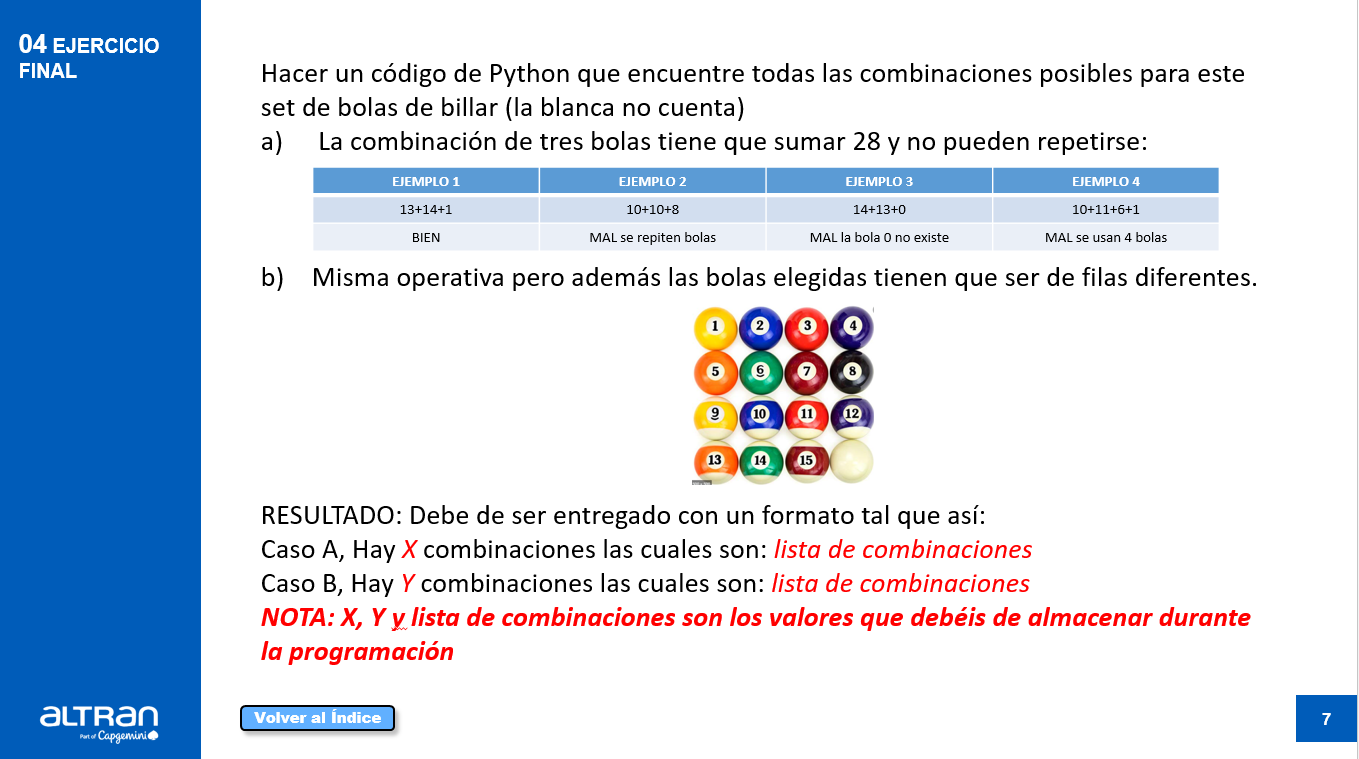 04 EJERCICIO
FINAL
Hacer un código de Python que encuentre todas las combinaciones posibles para este
set de bolas de billar (la blanca no cuenta)
a) La combinación de tres bolas tiene que sumar 28 y no pueden repetirse:
EJEMPLO 1 EJEMPLO 2 EJEMPLO 3 EJEMPLO 4
13+14+1 10+10+8 14+13+0 10+11+6+1
BIEN MAL se repiten bolas MAL la bola 0 no existe MAL se usan 4 bolas
b) Misma operativa pero además las bolas elegidas tienen que ser de filas diferentes.
1 2 3 4
5 6 7 8
9 10 11 12
13 14 15
RESULTADO: Debe de ser entregado con un formato tal que así:
Caso A, Hay X combinaciones las cuales son: lista de combinaciones
Caso B, Hay Y combinaciones las cuales son: lista de combinaciones
NOTA: X, Y y lista de combinaciones son los valores que debéis de almacenar durante
la programación
altran
Part of Capgemini
Volver al Índice
7